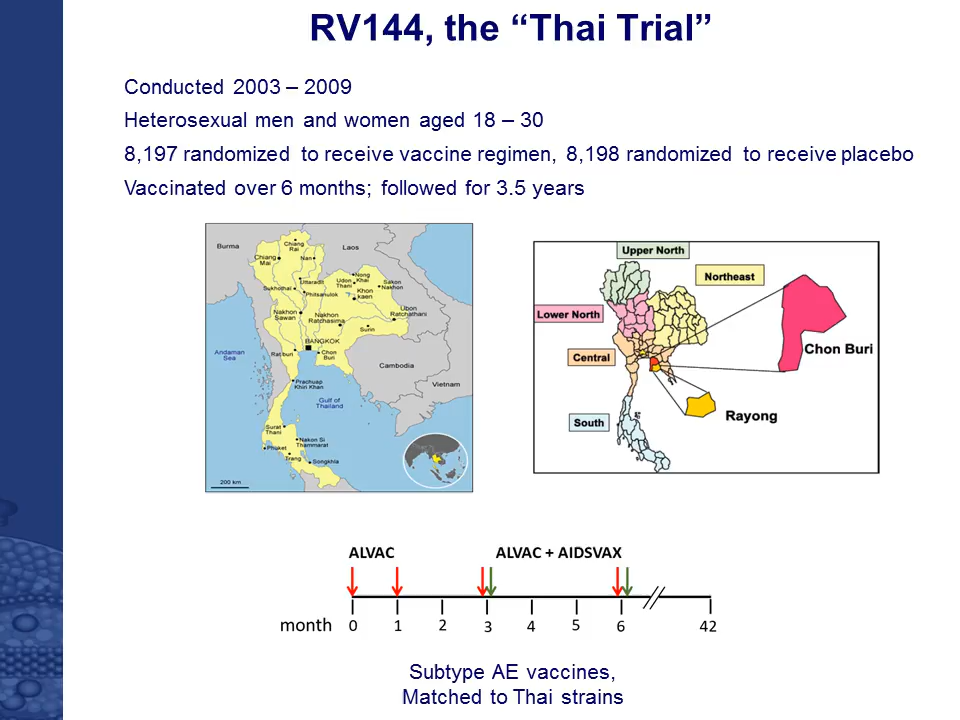 RV144, the “Thai Trial”
Conducted 2003 – 2009
Heterosexual men and women aged 18 – 30
8,197 randomized to receive vaccine regimen, 8,198 randomized to receive placebo
Vaccinated over 6 months; followed for 3.5 years
Burma
Laos
Chiang
Rai
Chiang
Mai
Nan
Uttaradit
Sukhothai
Phitsanulok
Udon
Thani
Nong
Khai
Sakon
Nakhon
Khon
kaen
Nakhon
Sawan
Nakhon
Ratchasima
Ubon
Ratchathani
Surin
BANGKOK
Ratburi
Chon
Buri
Andaman
Sea
Cambodia
Vietnam
Prachuap
Khiri Khan
Gulf of
Thailand
Surat
Thani
Nakon Si
Thammarat
Phuket
Trang
Songkhla
200 km
Upper North
Northeast
Lower North
Central
South
Chon Buri
Rayong
ALVAC
ALVAC + AIDSVAX
month 0 1 2 3 4 5 6 42
Subtype AE vaccines,
Matched to Thai strains